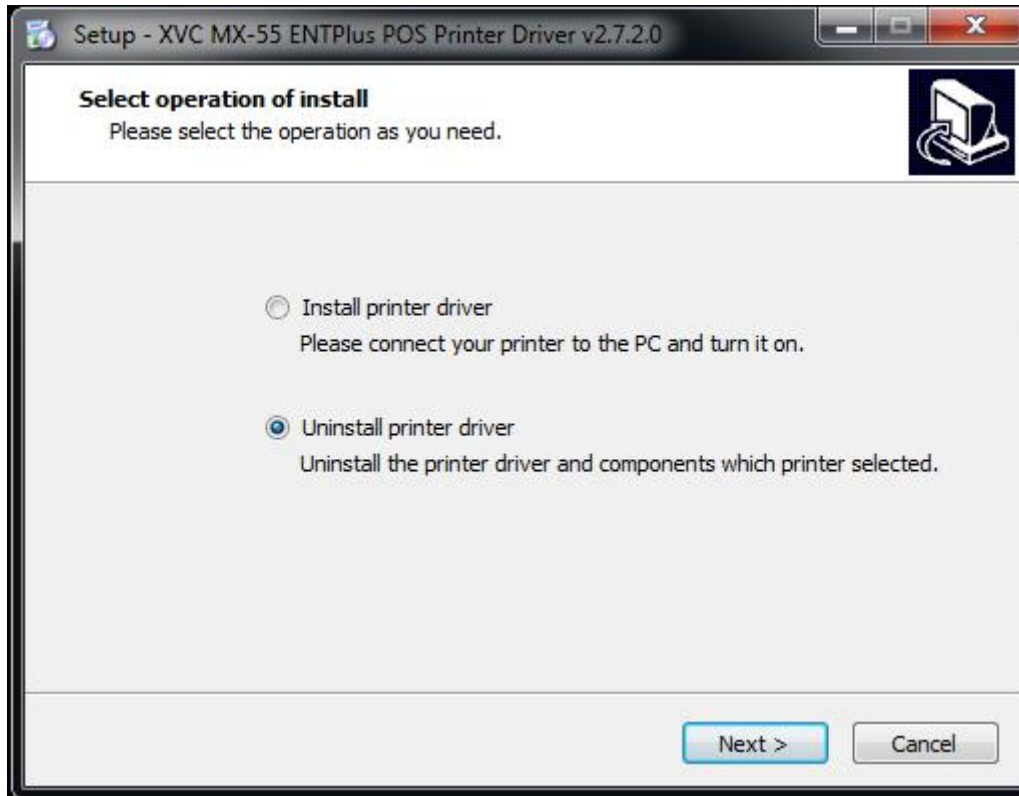 Setup - XVC MX-55 ENTPlus POS Printer Driver v2.7.2.0
Select operation of install
Please select the operation as you need.
Install printer driver
Please connect your printer to the PC and turn it on.
Uninstall printer driver
Uninstall the printer driver and components which printer selected.
Next >
Cancel